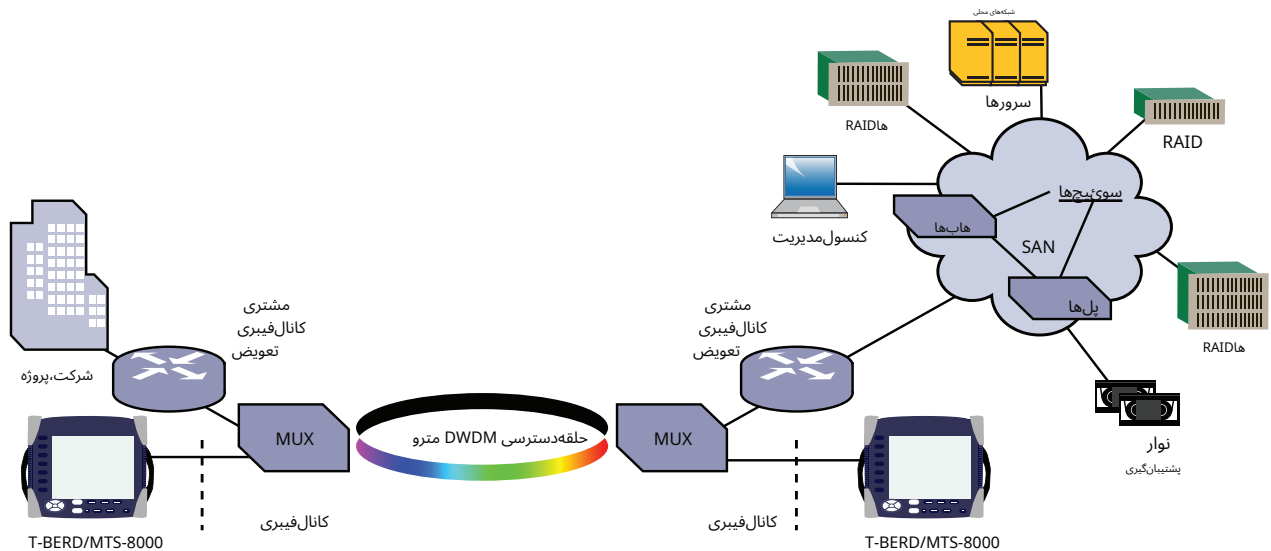 شبکه‌های محلی
سرورها
RAIDها
RAID
کنسول‌مدیریت
سوئیچ‌ها
هاب‌ها
SAN
پل‌ها
RAIDها
نوار
پشتیبان‌گیری
مشتری
کانال‌فیبری
تعویض
مشتری
کانال‌فیبری
تعویض
شرکت،پروژه
MUX
حلقه‌دسترسی DWDM مترو
MUX
کانال‌فیبری
کانال‌فیبری
T-BERD/MTS-8000
T-BERD/MTS-8000